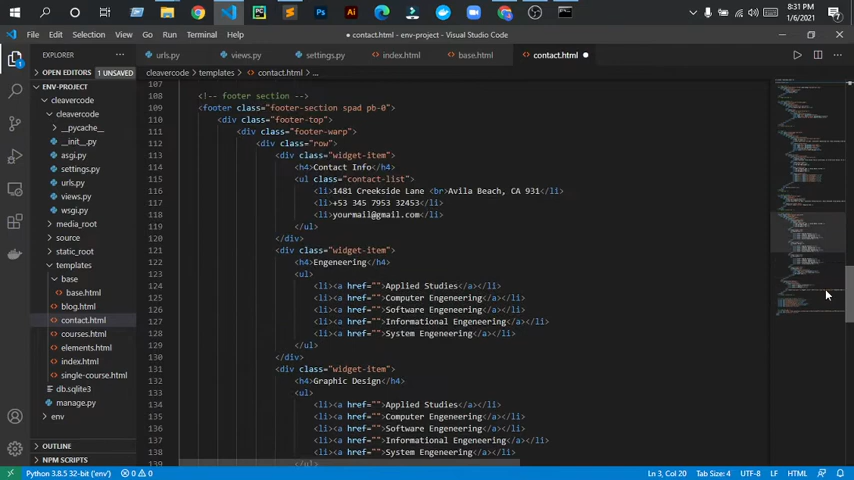 8:31 PM
1/6/2021
File Edit Selection View Go Run Terminal Help
● contact.html - env-project - Visual Studio Code
EXPLORER ...
urls.py views.py settings.py index.html base.html contact.html ●
OPEN EDITORS 1 UNSAVED
cleavercode > templates > contact.html > ...
ENV-PROJECT
cleavercode
cleavercode
__pycache__
__init__.py
asgi.py
settings.py
urls.py
views.py
wsgi.py
media_root
source
static_root
templates
base
base.html
blog.html
contact.html
courses.html
elements.html
index.html
single-course.html
db.sqlite3
manage.py
env
OUTLINE
NPM SCRIPTS
107
108 <!-- footer section -->
109 <footer class="footer-section spad pb-0">
110 <div class="footer-top">
111 <div class="footer-warp">
112 <div class="row">
113 <div class="widget-item">
114 <h4>Contact Info</h4>
115 <ul class="contact-list">
116 <li>1481 Creekside Lane <br>Avila Beach, CA 931</li>
117 <li>+53 345 7953 32453</li>
118 <li>yourmail@gmail.com</li>
119 </ul>
120 </div>
121 <div class="widget-item">
122 <h4>Engeneering</h4>
123 <ul>
124 <li><a href="">Applied Studies</a></li>
125 <li><a href="">Computer Engeneering</a></li>
126 <li><a href="">Software Engeneering</a></li>
127 <li><a href="">Informational Engeneering</a></li>
128 <li><a href="">System Engeneering</a></li>
129 </ul>
130 </div>
131 <div class="widget-item">
132 <h4>Graphic Design</h4>
133 <ul>
134 <li><a href="">Applied Studies</a></li>
135 <li><a href="">Computer Engeneering</a></li>
136 <li><a href="">Software Engeneering</a></li>
137 <li><a href="">Informational Engeneering</a></li>
138 <li><a href="">System Engeneering</a></li>
139 </ul>
Python 3.8.5 32-bit ('env') 0 0 Ln 3, Col 20 Tab Size: 4 UTF-8 LF HTML